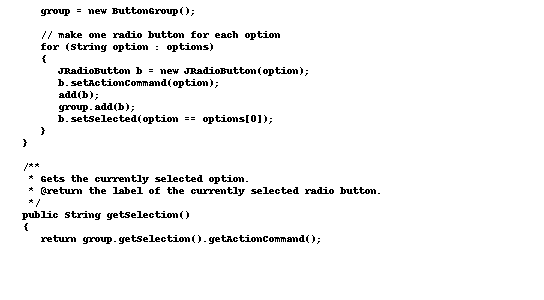 group = new ButtonGroup();
// make one radio button for each option
for (String option : options)
{
JRadioButton b = new JRadioButton(option);
b.setActionCommand(option);
add(b);
group.add(b);
b.setSelected(option == options[0]);
}
}
/**
* Gets the currently selected option.
* @return the label of the currently selected radio button.
*/
public String getSelection()
{
return group.getSelection().getActionCommand();